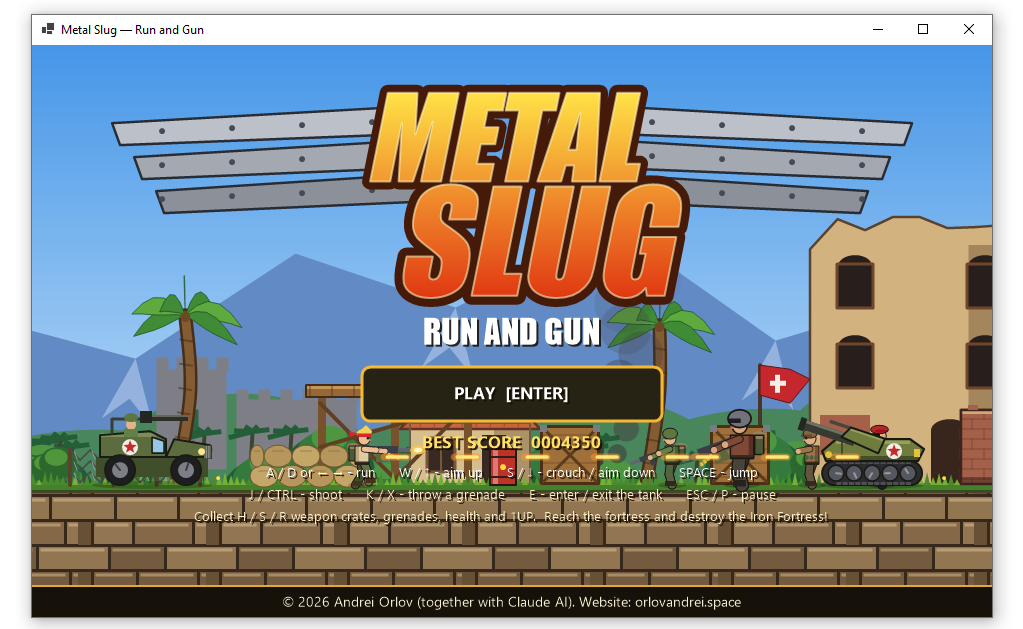 Metal Slug — Run and Gun
METAL
SLUG
RUN AND GUN
PLAY [ENTER]
BEST SCORE 0004350
A / D or ← → - run W / ↑ - aim up S / ↓ - crouch / aim down SPACE - jump
J / CTRL - shoot K / X - throw a grenade E - enter / exit the tank ESC / P - pause
Collect H / S / R weapon crates, grenades, health and 1UP. Reach the fortress and destroy the Iron Fortress!
© 2026 Andrei Orlov (together with Claude AI). Website: orlovandrei.space